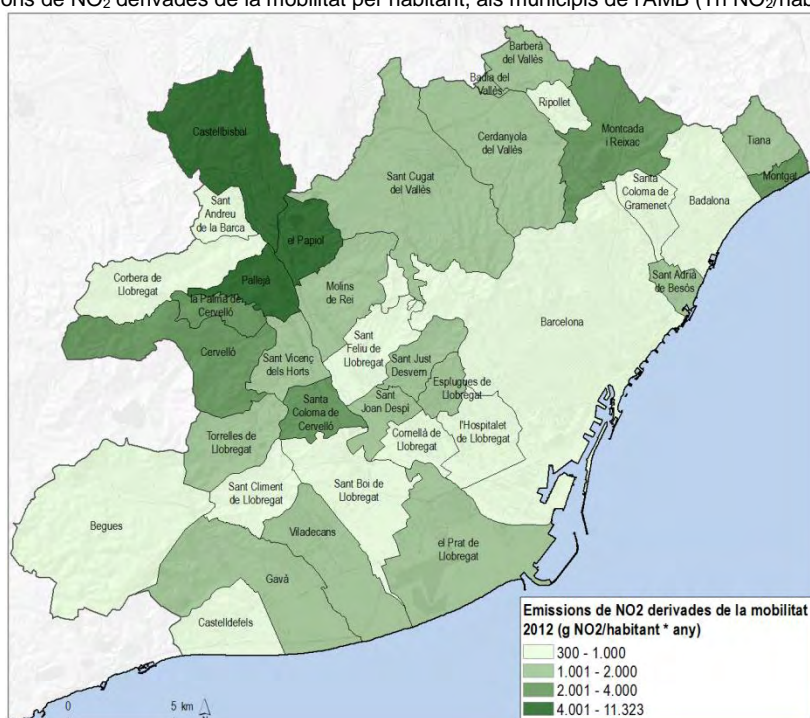 ons de NO2 derivades de la mobilitat per habitant, als municipis de l'AMB (Tn NO2/hab
Barberà
del Vallès
Badia del
Vallès
Ripollet
Castellbisbal
Montcada
i Reixac
Tiana
Cerdanyola
del Vallès
Montgat
Sant Cugat
del Vallès
Santa
Coloma de
Gramenet
Badalona
Sant
Andreu de
la Barca
el Papiol
Corbera de
Llobregat
Pallejà
Molins
de Rei
Sant Adrià
de Besòs
la Palma de
Cervelló
Barcelona
Sant
Feliu de
Llobregat
Cervelló
Sant Vicenç
dels Horts
Sant Just
Desvern
Esplugues de
Llobregat
Santa
Coloma de
Cervelló
Sant
Joan Despí
Torrelles de
Llobregat
Cornellà de
Llobregat
l'Hospitalet
de Llobregat
Sant Climent
de Llobregat
Sant Boi de
Llobregat
Begues
Viladecans
el Prat de
Llobregat
Gavà
Castelldefels
Emissions de NO2 derivades de la mobilitat
2012 (g NO2/habitant * any)
300 - 1.000
1.001 - 2.000
2.001 - 4.000
4.001 - 11.323
0 5 km